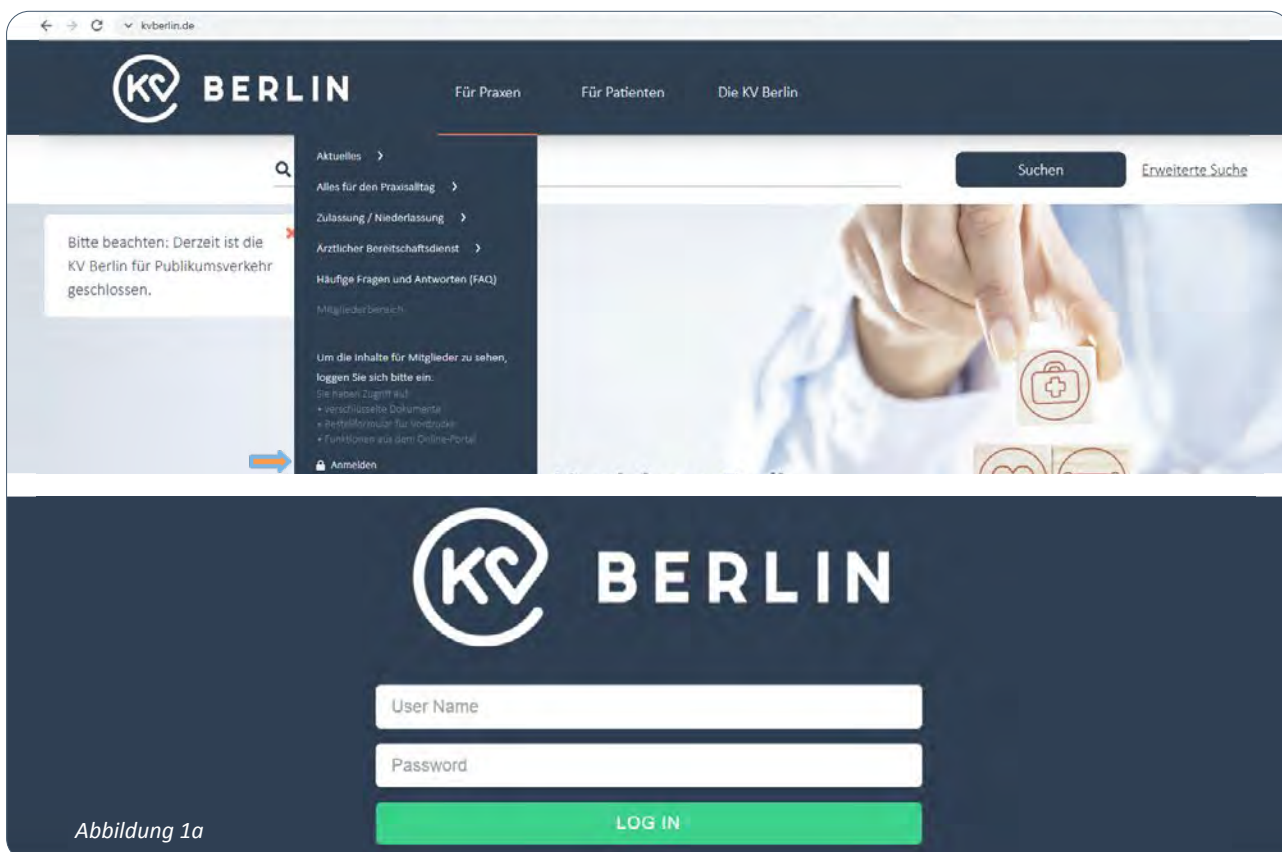 kvberlin.de
KV BERLIN
Für Praxen Für Patienten Die KV Berlin
Aktuelles
Alles für den Praxisalltag
Zulassung / Niederlassung
Ärztlicher Bereitschaftsdienst
Häufige Fragen und Antworten (FAQ)
Mitgliederbereich
Um die Inhalte für Mitglieder zu sehen,
loggen Sie sich bitte ein.
Sie haben Zugriff auf:
• verschlüsselte Dokumente
• Bestellformular für Vordrucke
• Funktionen aus dem Online-Portal
Anmelden
Suchen Erweiterte Suche
Bitte beachten: Derzeit ist die
KV Berlin für Publikumsverkehr
geschlossen.
KV BERLIN
User Name
Password
LOG IN
Abbildung 1a